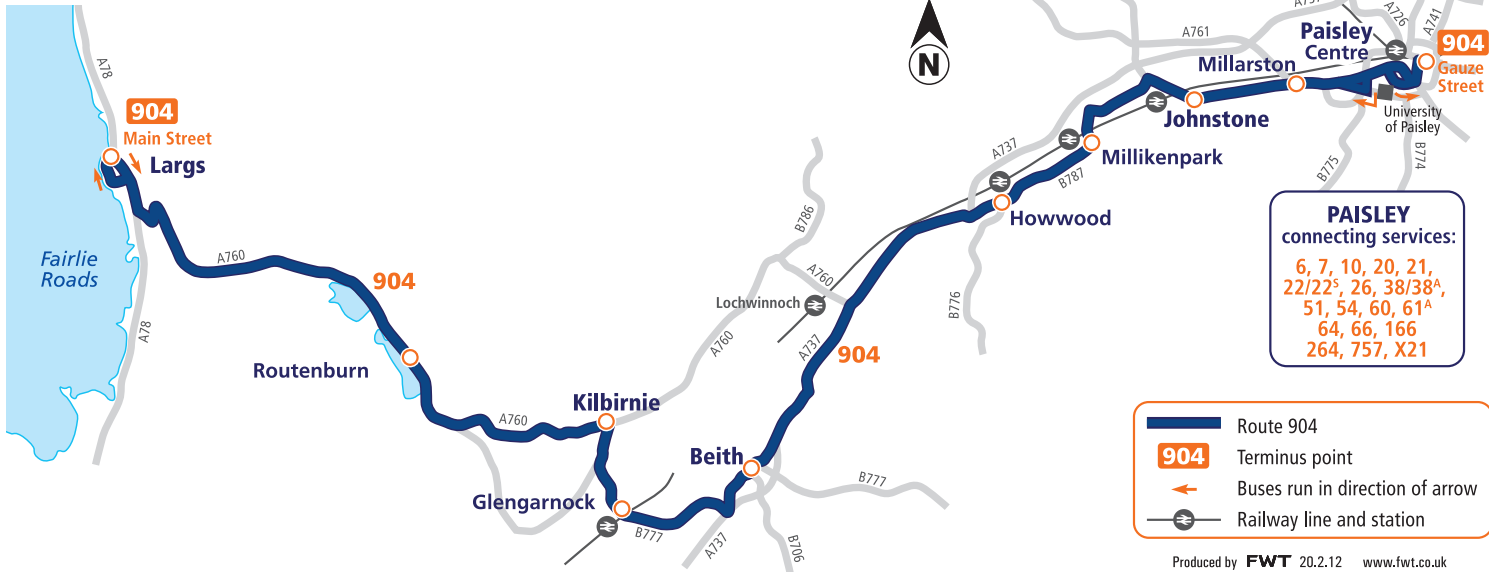 A78
904
Main Street
Largs
Fairlie
Roads
A78
A760
904
Routenburn
A760
Kilbirnie
Glengarnock
B777
A737
Beith
B706
B777
A760
A737
904
Lochwinnoch
A760
B786
N
A737
B776
Howwood
B787
Millikenpark
Johnstone
A761
Millarston
Paisley
Centre
A737
A726
A741
904
Gauze
Street
University
of Paisley
B775
B774
PAISLEY
connecting services:
6, 7, 10, 20, 21,
22/22S, 26, 38/38A,
51, 54, 60, 61A
64, 66, 166
264, 757, X21
Route 904
904 Terminus point
Buses run in direction of arrow
Railway line and station
Produced by FWT 20.2.12 www.fwt.co.uk